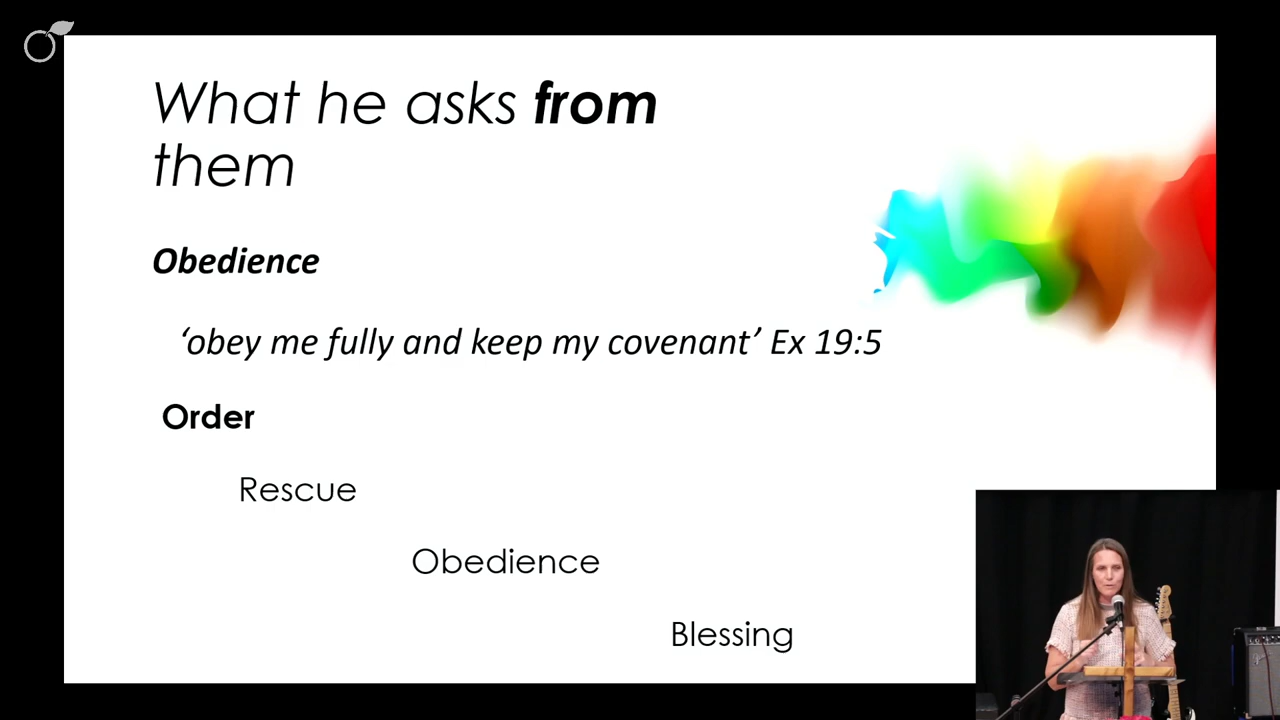 What he asks from
them
Obedience
‘obey me fully and keep my covenant’ Ex 19:5
Order
Rescue
Obedience
Blessing